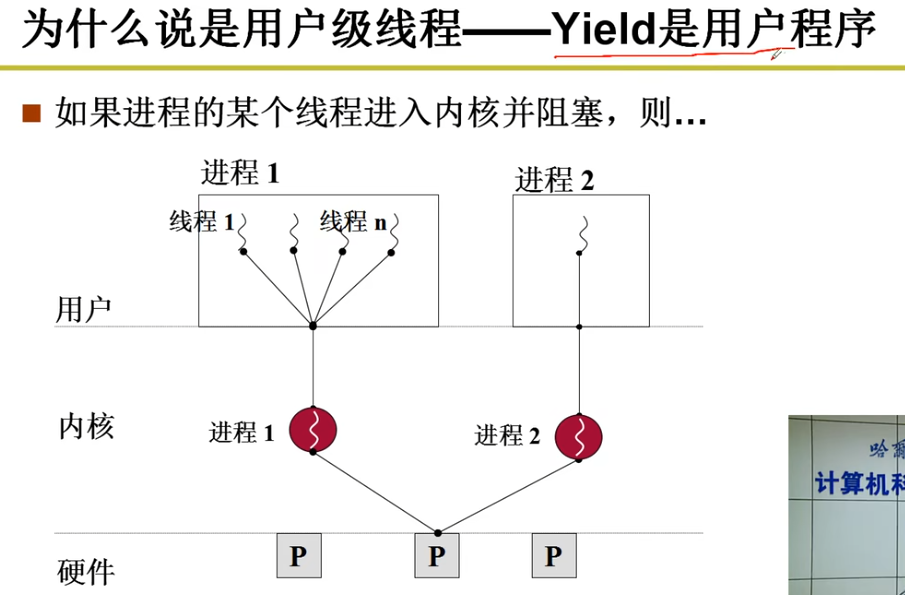 为什么说是用户级线程——Yield是用户程序
如果进程的某个线程进入内核并阻塞，则...
进程 1
进程 2
线程 1
线程 n
用户
内核
进程 1
进程 2
硬件
P
P
P
计算机科